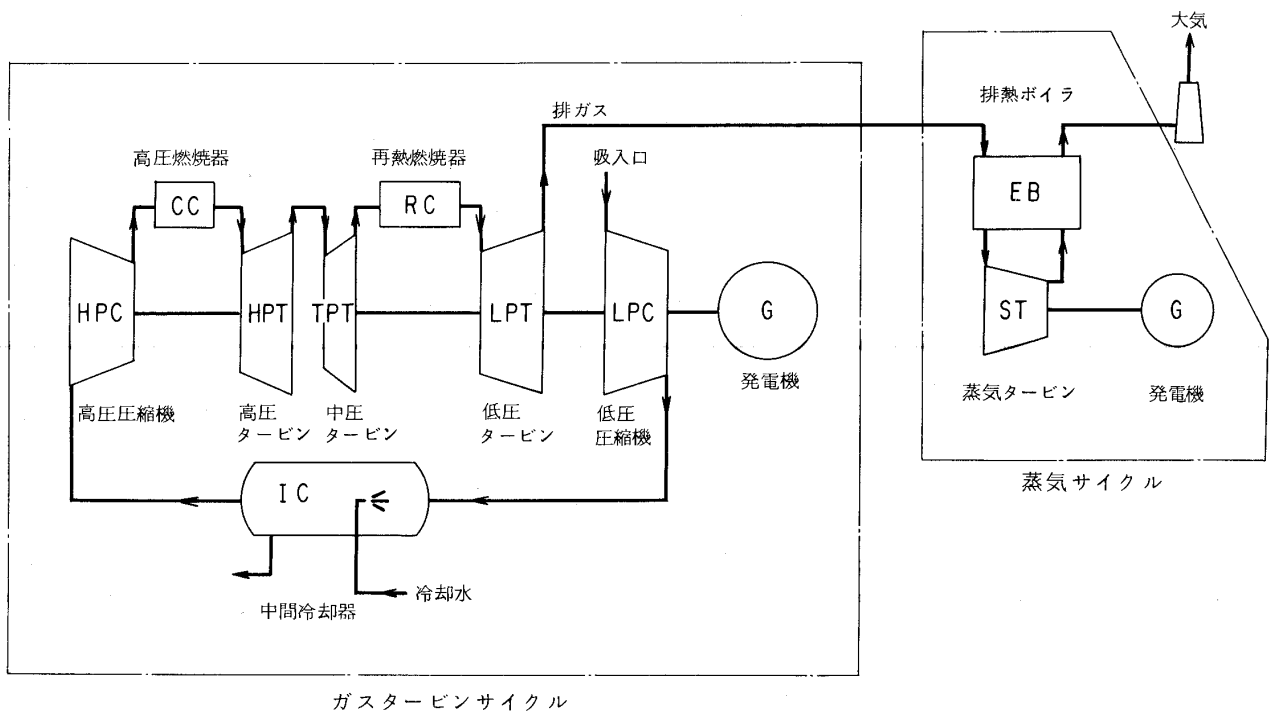 大気
排熱ボイラ
排ガス
高圧燃焼器
再熱燃焼器
吸入口
CC
RC
EB
HPC
HPT
TPT
LPT
LPC
G
ST
G
発電機
蒸気タービン
発電機
高圧圧縮機
高圧
タービン
中圧
タービン
低圧
タービン
低圧
圧縮機
蒸気サイクル
IC
冷却水
中間冷却器
ガスタービンサイクル